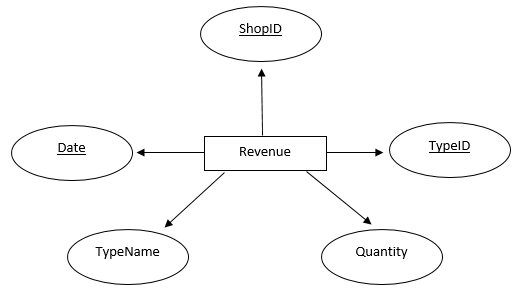 ShopID
Date
Revenue
TypeID
TypeName
Quantity